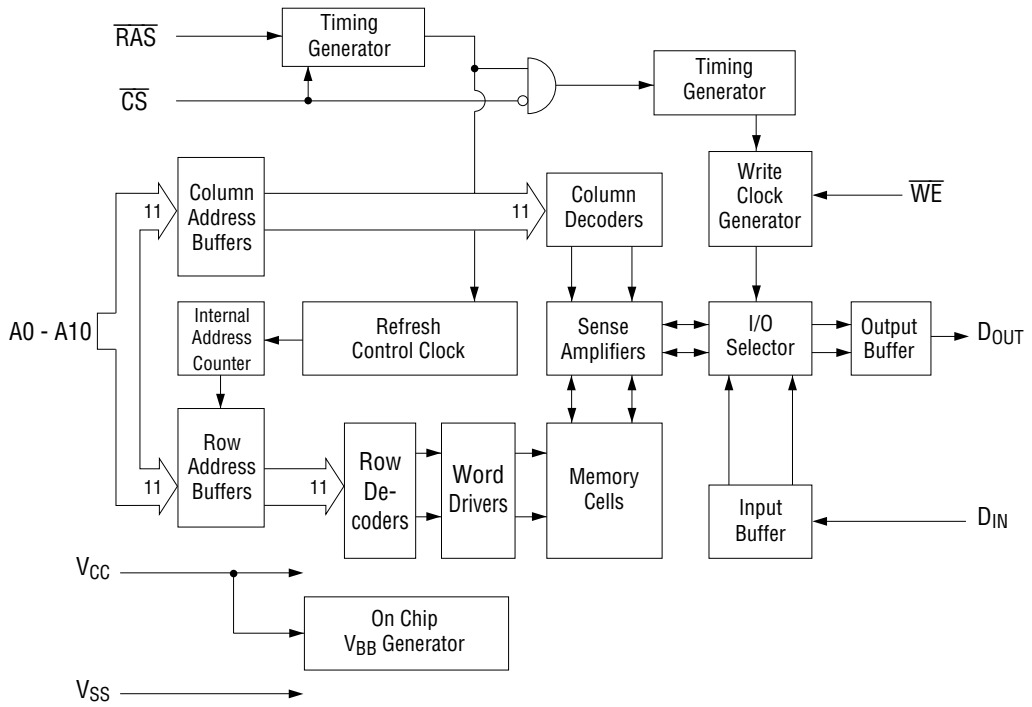 RAS
Timing
Generator
CS
Timing
Generator
Column
Address
Buffers
11
11
Column
Decoders
Write
Clock
Generator
WE
A0 - A10
Internal
Address
Counter
Refresh
Control Clock
Sense
Amplifiers
I/O
Selector
Output
Buffer
DOUT
Row
Address
Buffers
11
11
Row
De-
coders
Word
Drivers
Memory
Cells
Input
Buffer
DIN
VCC
On Chip
VBB Generator
VSS